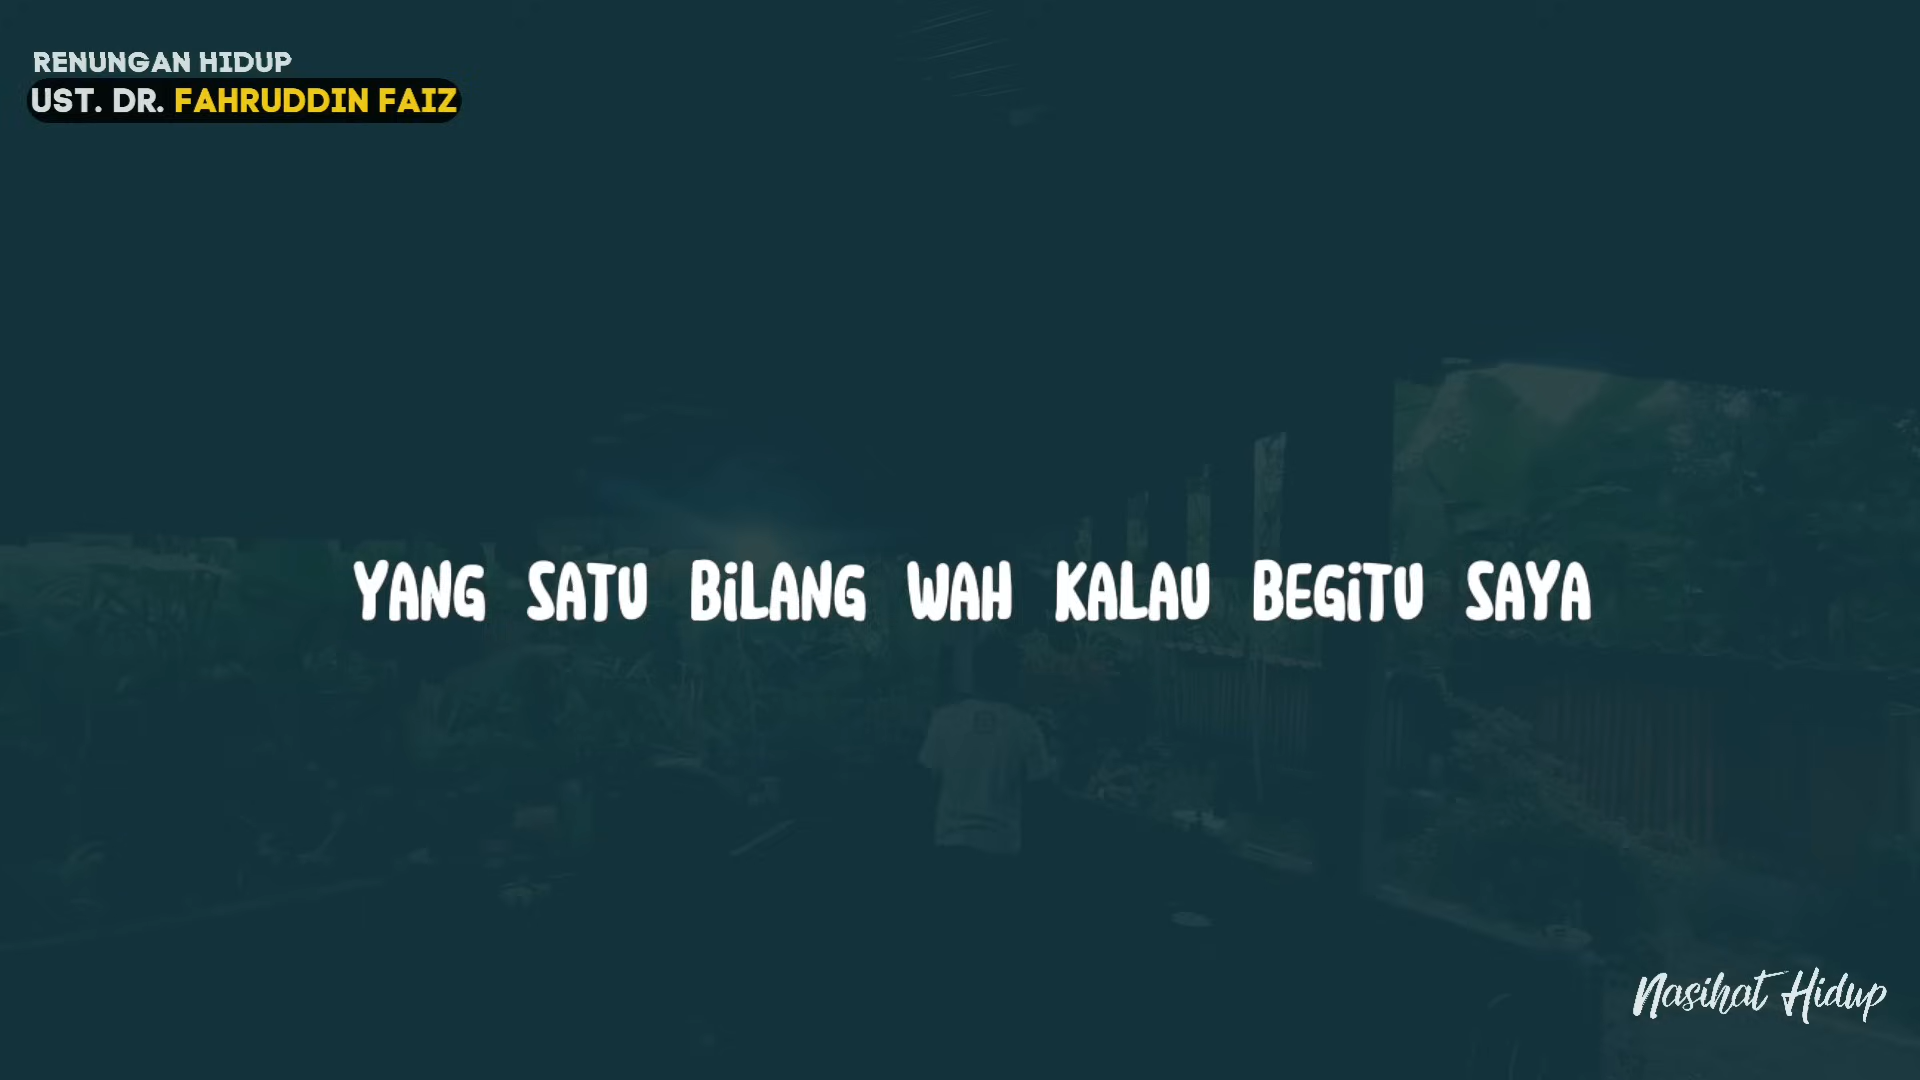 RENUNGAN HIDUP
UST. DR. FAHRUDDIN FAIZ
YANG SATU BILANG WAH KALAU BEGITU SAYA
Nasihat Hidup